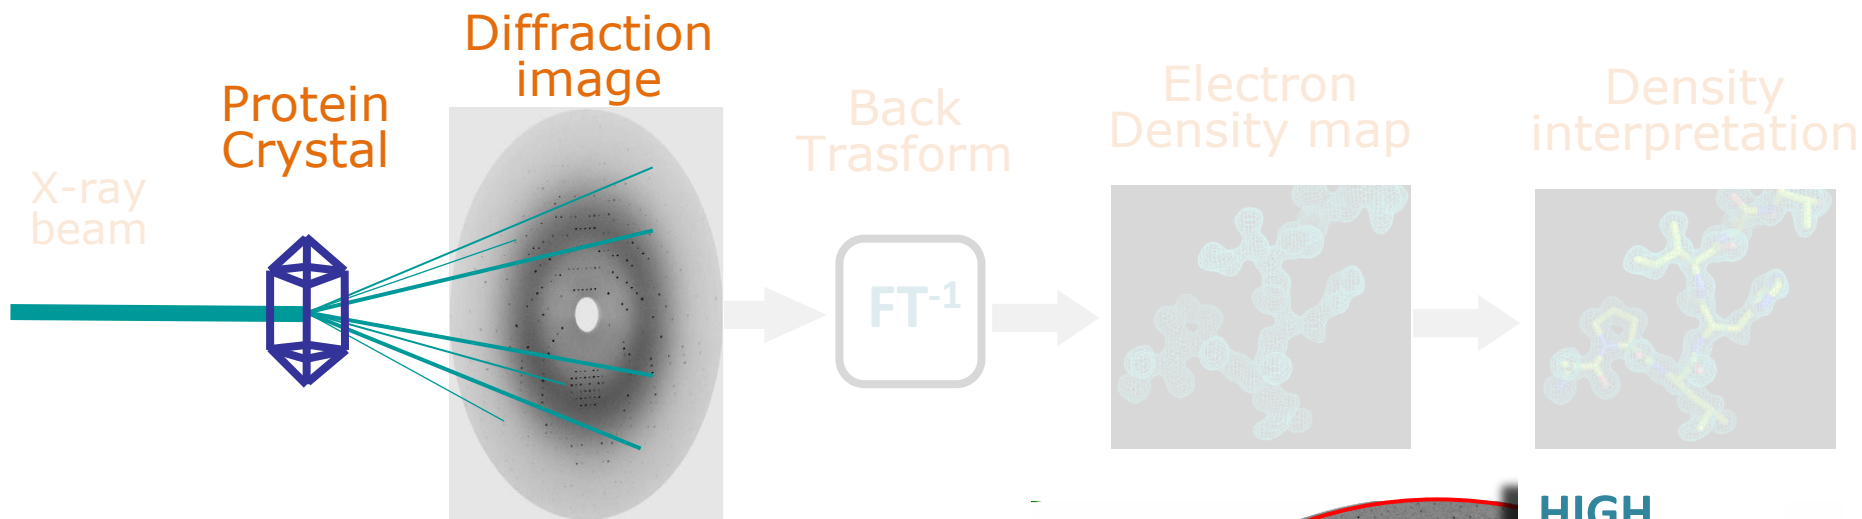 X-ray
beam
Protein
Crystal
Diffraction
image
Back
Trasform
FT-1
Electron
Density map
Density
interpretation
HIGH